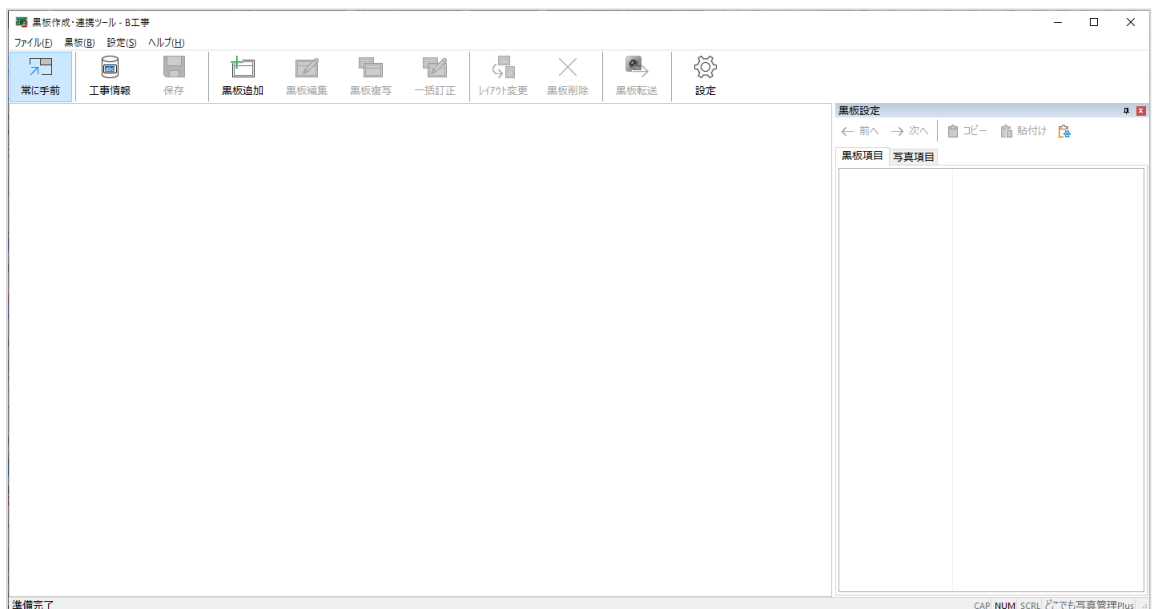 黒板作成・連携ツール - B工事
ファイル(F) 黒板(B) 設定(S) ヘルプ(H)
常に手前 工事情報 保存 黒板追加 黒板編集 黒板複写 一括訂正 レイアウト変更 黒板削除 黒板転送 設定
黒板設定
前へ 次へ コピー 貼付け
黒板項目 写真項目
準備完了 CAP NUM SCRL どこでも写真管理Plus